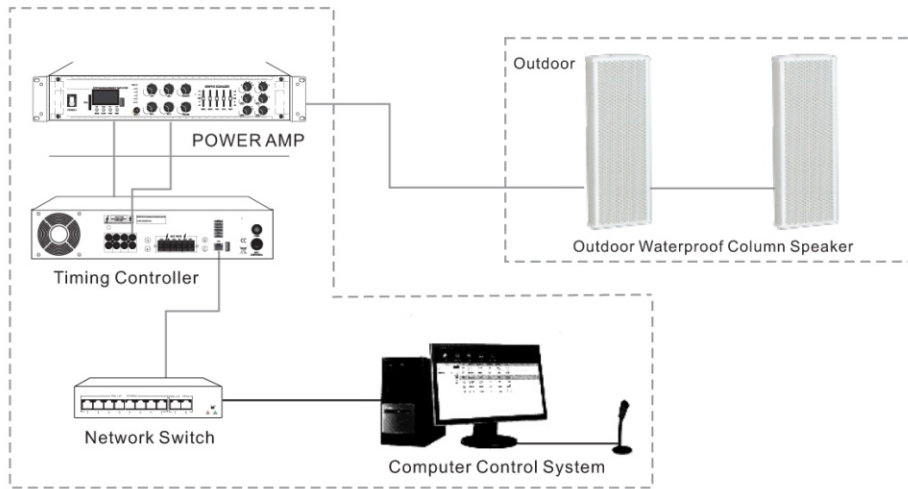 Outdoor
POWER AMP
Outdoor Waterproof Column Speaker
Timing Controller
Network Switch
Computer Control System